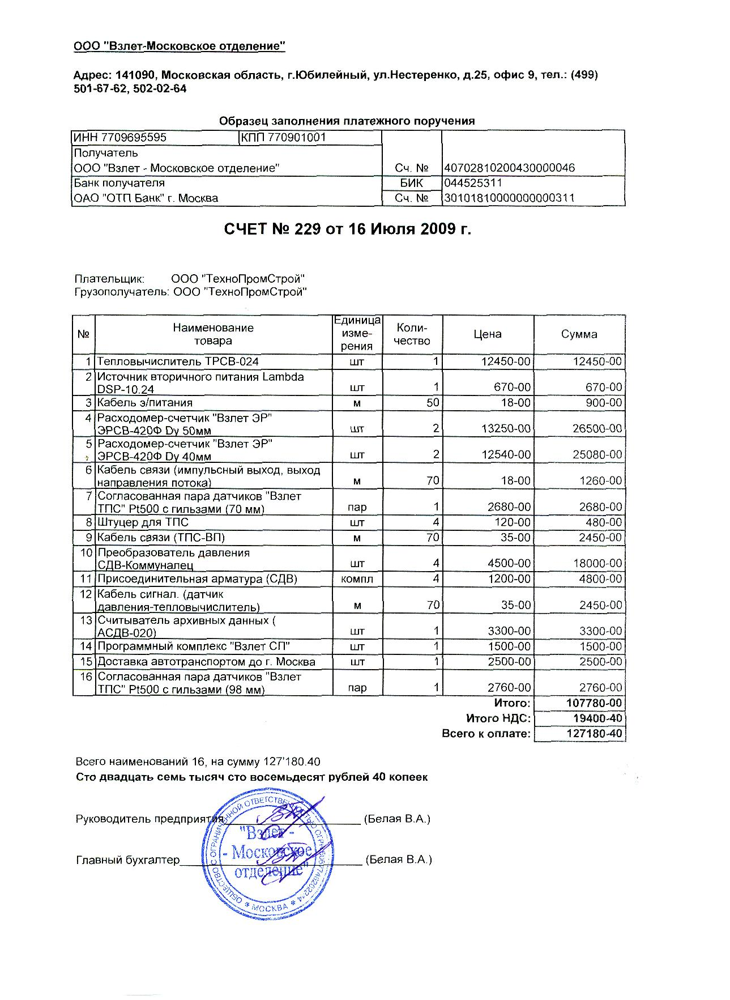 ООО "Взлет-Московское отделение"
Адрес: 141090, Московская область, г.Юбилейный, ул.Нестеренко, д.25, офис 9, тел.: (499)
501-67-62, 502-02-64
Образец заполнения платежного поручения
ИНН 7709695595 КПП 770901001
Получатель
ООО "Взлет - Московское отделение" Сч. № 40702810200430000046
Банк получателя БИК 044525311
ОАО "ОТП Банк" г. Москва Сч. № 30101810000000000311
СЧЕТ № 229 от 16 Июля 2009 г.
Плательщик: ООО "ТехноПромСтрой"
Грузополучатель: ООО "ТехноПромСтрой"
№ Наименование товара Единица изме-рения Коли-чество Цена Сумма
1 Тепловычислитель ТРСВ-024 шт 1 12450-00 12450-00
2 Источник вторичного питания Lambda
DSP-10.24 шт 1 670-00 670-00
3 Кабель э/питания м 50 18-00 900-00
4 Расходомер-счетчик "Взлет ЭР"
ЭРСВ-420Ф Dy 50мм шт 2 13250-00 26500-00
5 Расходомер-счетчик "Взлет ЭР"
ЭРСВ-420Ф Dy 40мм шт 2 12540-00 25080-00
6 Кабель связи (импульсный выход, выход
направления потока) м 70 18-00 1260-00
7 Согласованная пара датчиков "Взлет
ТПС" Pt500 с гильзами (70 мм) пар 1 2680-00 2680-00
8 Штуцер для ТПС шт 4 120-00 480-00
9 Кабель связи (ТПС-ВП) м 70 35-00 2450-00
10 Преобразователь давления
СДВ-Коммуналец шт 4 4500-00 18000-00
11 Присоединительная арматура (СДВ) компл 4 1200-00 4800-00
12 Кабель сигнал. (датчик
давления-тепловычислитель) м 70 35-00 2450-00
13 Считыватель архивных данных (
АСДВ-020) шт 1 3300-00 3300-00
14 Программный комплекс "Взлет СП" шт 1 1500-00 1500-00
15 Доставка автотранспортом до г. Москва шт 1 2500-00 2500-00
16 Согласованная пара датчиков "Взлет
ТПС" Pt500 с гильзами (98 мм) пар 1 2760-00 2760-00
Итого: 107780-00
Итого НДС: 19400-40
Всего к оплате: 127180-40
Всего наименований 16, на сумму 127'180.40
Сто двадцать семь тысяч сто восемьдесят рублей 40 копеек
Руководитель предприятия (Белая В.А.)
Главный бухгалтер (Белая В.А.)
ОБЩЕСТВО С ОГРАНИЧЕННОЙ ОТВЕТСТВЕННОСТЬЮ
"Взлет -
- Московское
отделение"
* МОСКВА *